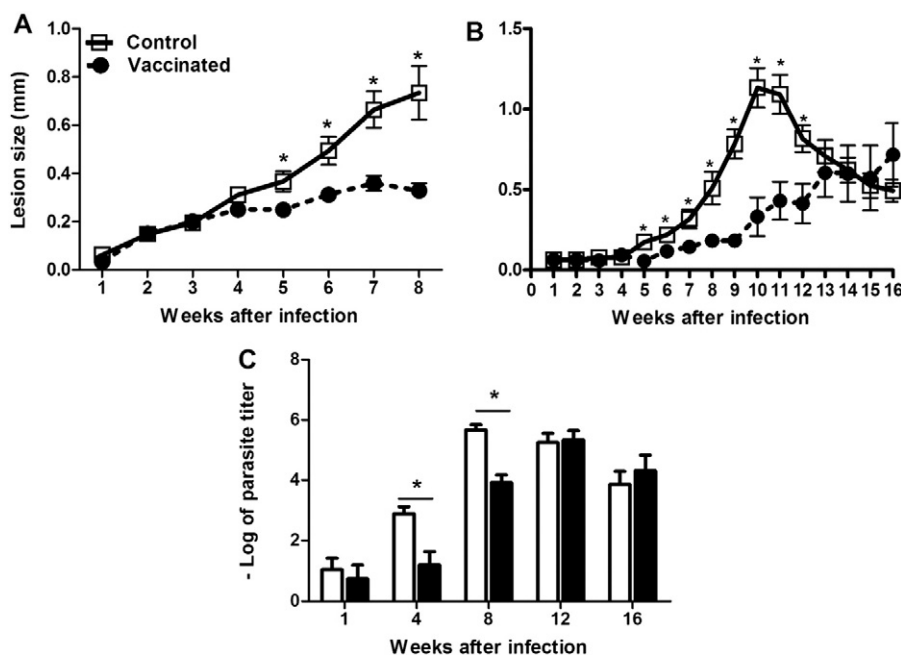 A
Control
Vaccinated
Lesion size (mm)
1.0
0.8
0.6
0.4
0.2
0.0
* * * *
1 2 3 4 5 6 7 8
Weeks after infection
B
1.5
1.0
0.5
0.0
* * * * * * * *
0 1 2 3 4 5 6 7 8 9 10 11 12 13 14 15 16
Weeks after infection
C
- Log of parasite titer
8
6
4
2
0
* *
1 4 8 12 16
Weeks after infection